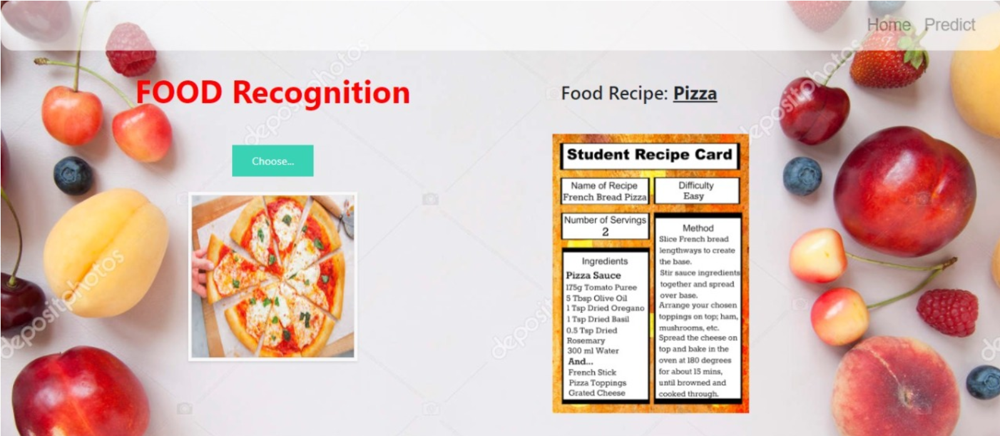 Home Predict
FOOD Recognition
Choose...
Food Recipe: Pizza
Student Recipe Card
Name of Recipe
French Bread Pizza
Difficulty
Easy
Number of Servings
2
Ingredients
Pizza Sauce
175g Tomato Puree
5 Tbsp Olive Oil
1 Tsp Dried Oregano
1 Tsp Dried Basil
0.5 Tsp Dried
Rosemary
300 ml Water
And...
French Stick
Pizza Toppings
Grated Cheese
Method
Slice French bread
lengthways to create
the base.
Stir sauce ingredients
together and spread
over base.
Arrange your chosen
toppings on top; ham,
mushrooms, etc.
Spread the cheese on
top and bake in the
oven at 180 degrees
for about 15 mins,
until browned and
cooked through.
depositphotos
depositphotos
depositphotos
depositphotos